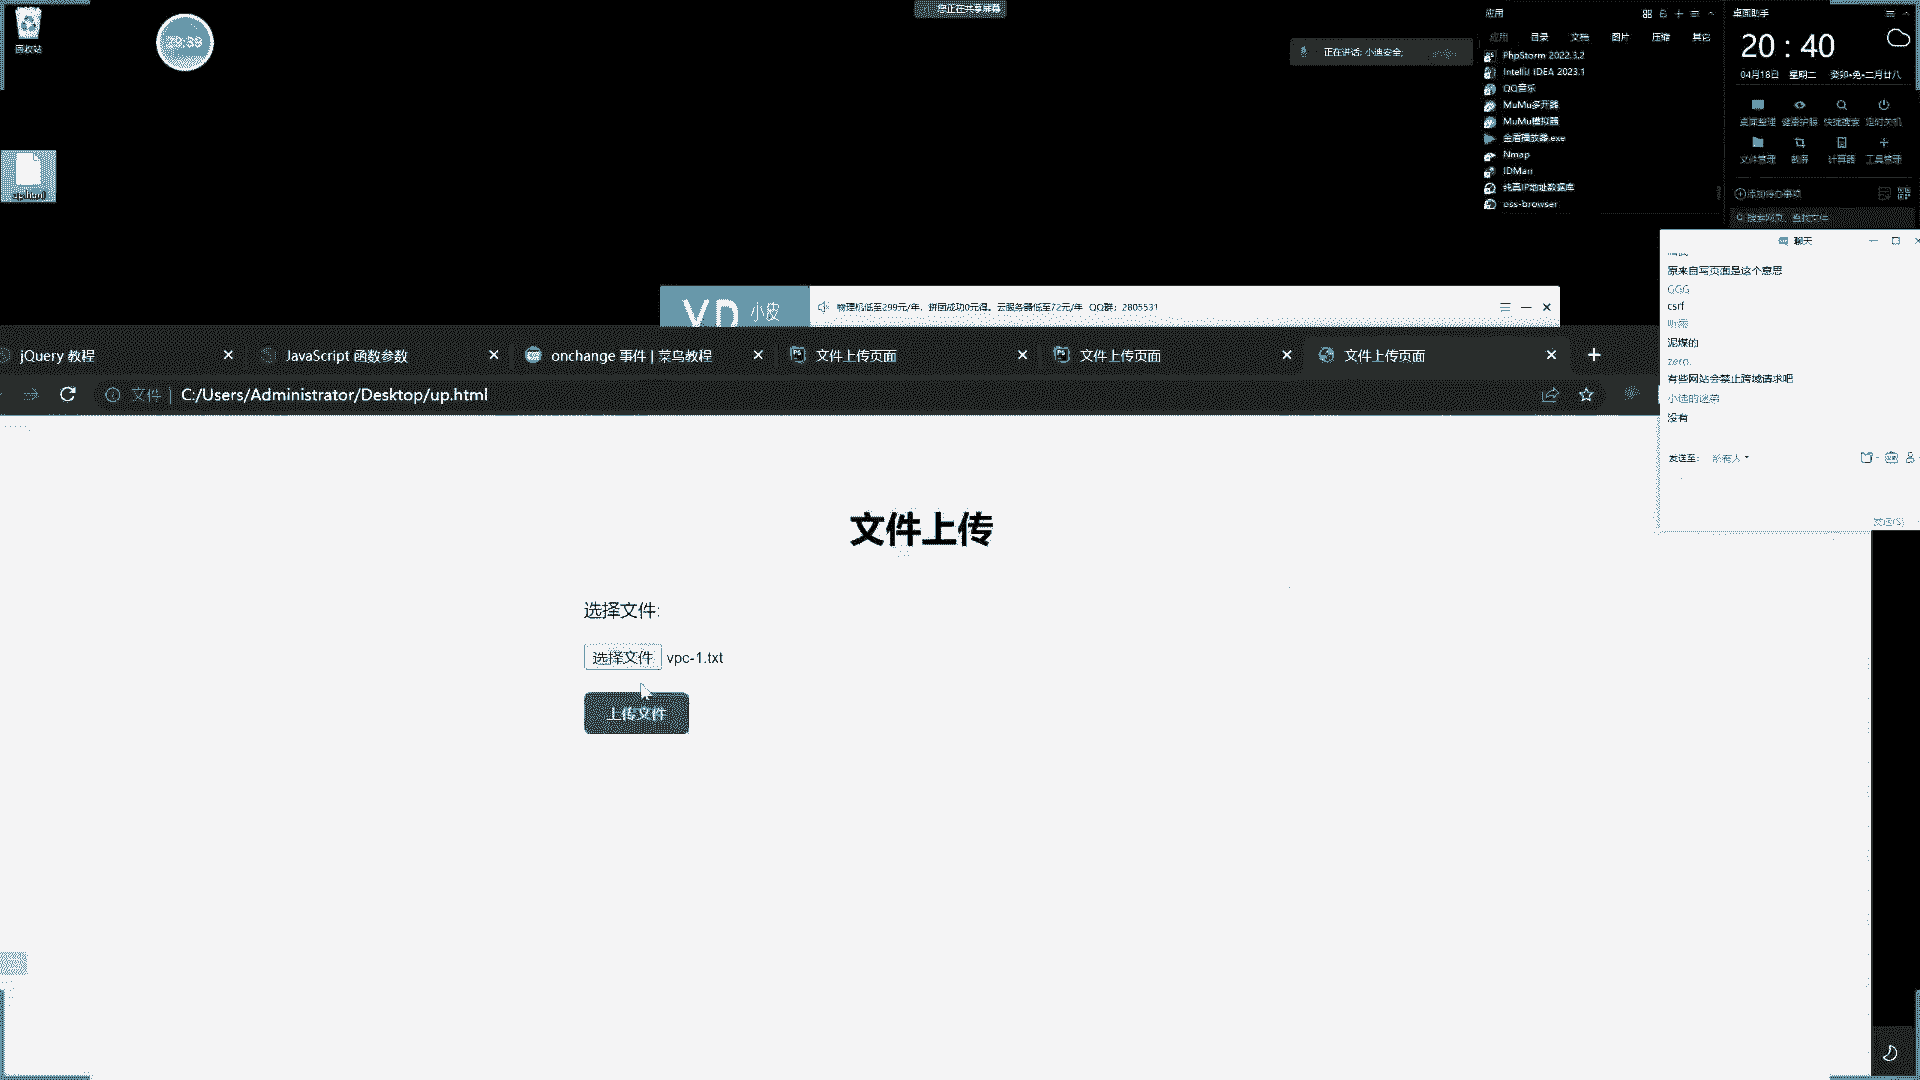 您正在共享屏幕
回收站
29:39
正在讲话: 小迪安全;
应用
应用 目录 文档 图片 压缩 其它
PhpStorm 2022.3.2
IntelliJ IDEA 2023.1
QQ音乐
MuMu多开器
MuMu模拟器
金盾播放器.exe
Nmap
IDMan
纯真IP地址数据库
oss-browser
桌面助手
20 : 40
04月18日 星期二 癸卯•兔•二月廿八
桌面整理 健康护眼 快捷搜索 定时关机
文件管理 截屏 计算器 工具管理
添加待办事项
up.html
聊天
原来自写页面是这个意思
GGG
csrf
听雨
泥煤的
zero.
有些网站会禁止跨域请求吧
小迪的迷弟
没有
发送至: 所有人
发送(S)
小皮
物理机低至299元/年，拼团成功0元得。云服务器低至72元/年 QQ群：2805531
jQuery 教程
JavaScript 函数参数
onchange 事件 | 菜鸟教程
文件上传页面
文件上传页面
文件上传页面
文件 | C:/Users/Administrator/Desktop/up.html
文件上传
选择文件:
选择文件 vpc-1.txt
上传文件